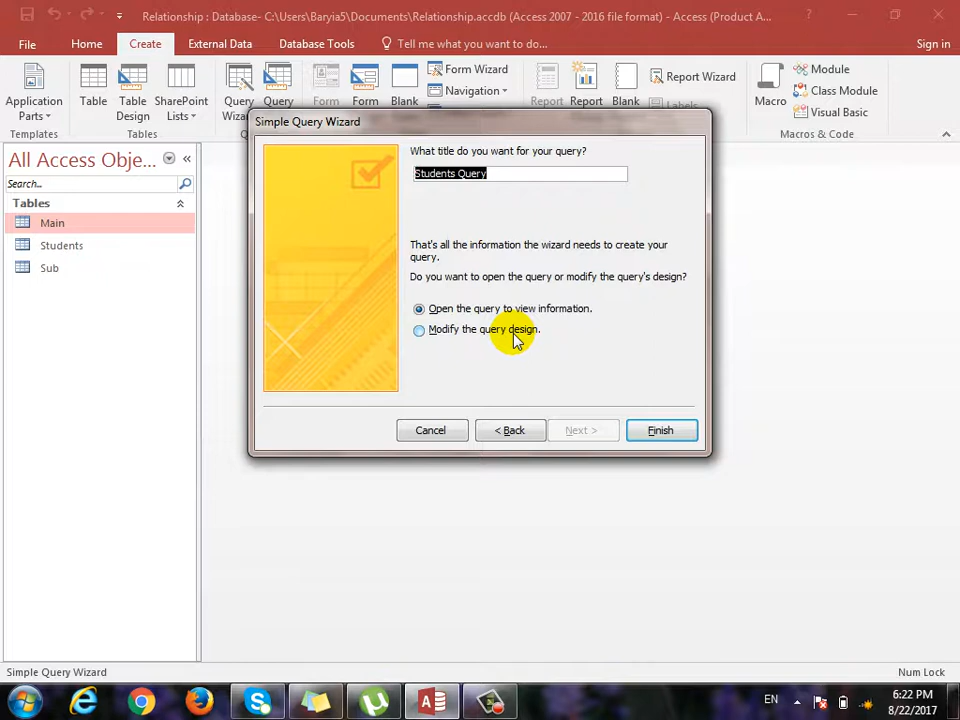 Relationship : Database- C:\Users\Baryia5\Documents\Relationship.accdb (Access 2007 - 2016 file format) - Access (Product A...
?
File
Home
Create
External Data
Database Tools
Tell me what you want to do...
Sign in
Application Parts
Table
Table Design
SharePoint Lists
Query
Query
Form
Form
Blank
Form Wizard
Navigation
Report
Report
Blank
Report Wizard
Labels
Macro
Module
Class Module
Visual Basic
Templates
Tables
Macros & Code
All Access Obje...
Search...
Tables
Main
Students
Sub
Simple Query Wizard
What title do you want for your query?
Students Query
That's all the information the wizard needs to create your
query.
Do you want to open the query or modify the query's design?
Open the query to view information.
Modify the query design.
Cancel
< Back
Next >
Finish
Simple Query Wizard
Num Lock
EN
6:22 PM
8/22/2017